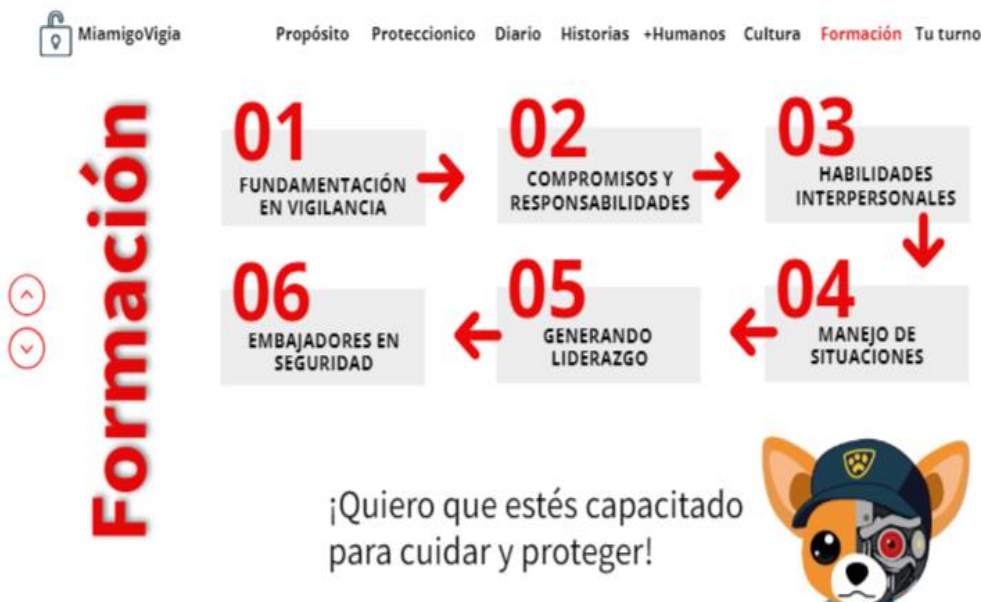 MiamigoVigia
Propósito Proteccionico Diario Historias +Humanos Cultura Formación Tu turno
Formación
01
FUNDAMENTACIÓN
EN VIGILANCIA
02
COMPROMISOS Y
RESPONSABILIDADES
03
HABILIDADES
INTERPERSONALES
04
MANEJO DE
SITUACIONES
05
GENERANDO
LIDERAZGO
06
EMBAJADORES EN
SEGURIDAD
¡Quiero que estés capacitado
para cuidar y proteger!